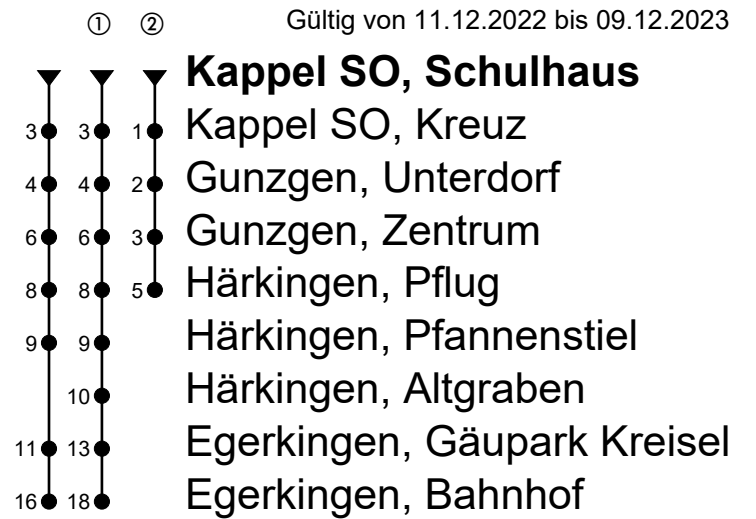 ① ② Gültig von 11.12.2022 bis 09.12.2023
Kappel SO, Schulhaus
3 3 1 Kappel SO, Kreuz
4 4 2 Gunzgen, Unterdorf
6 6 3 Gunzgen, Zentrum
8 8 5 Härkingen, Pflug
9 9 Härkingen, Pfannenstiel
10 Härkingen, Altgraben
11 13 Egerkingen, Gäupark Kreisel
16 18 Egerkingen, Bahnhof